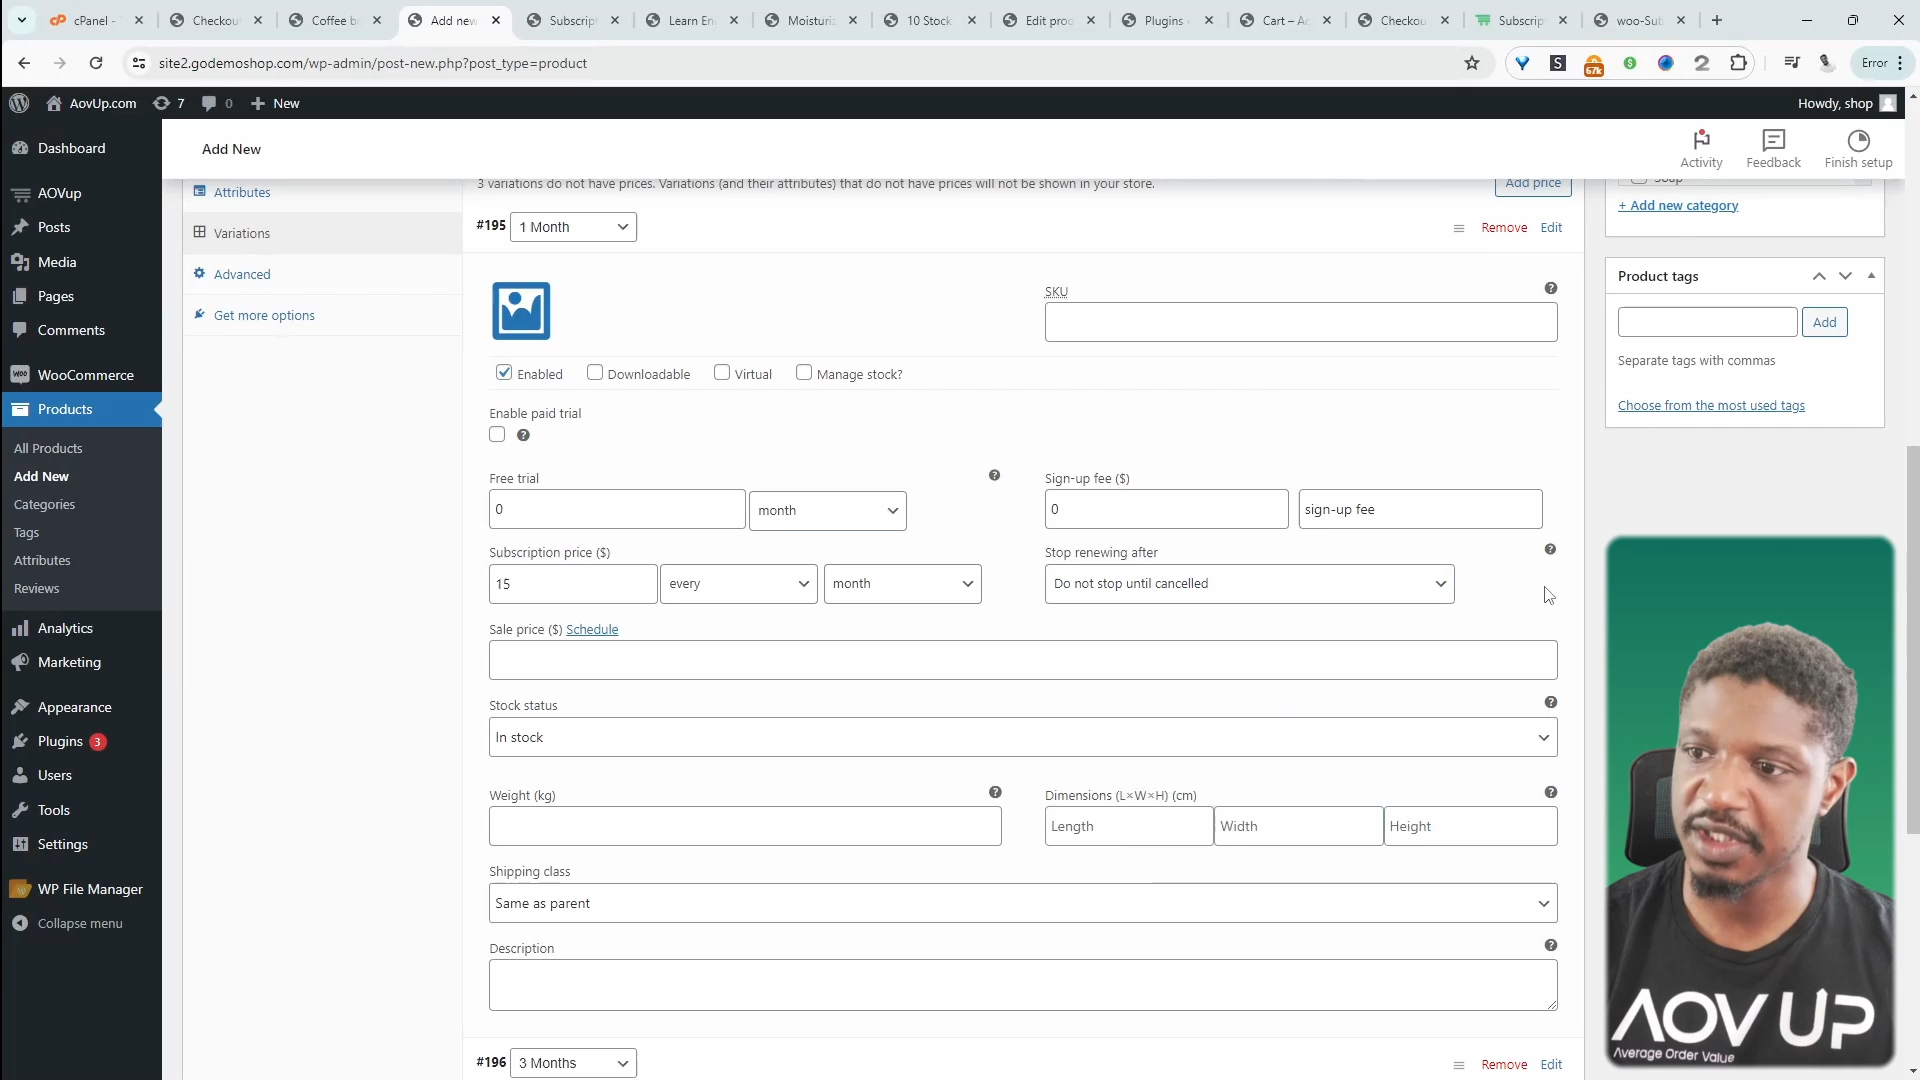 cPanel -
Checkou
Coffee b
Add new
Subscrip
Learn En
Moisturi
10 Stock
Edit prod
Plugins
Cart – Ao
Checkou
Subscrip
woo-Sub
site2.godemoshop.com/wp-admin/post-new.php?post_type=product
67k
Error
AovUp.com
7
0
New
Howdy, shop
Dashboard
AOVup
Posts
Media
Pages
Comments
WooCommerce
Products
All Products
Add New
Categories
Tags
Attributes
Reviews
Analytics
Marketing
Appearance
Plugins 3
Users
Tools
Settings
WP File Manager
Collapse menu
Add New
Activity
Feedback
Finish setup
Attributes
Variations
Advanced
Get more options
3 variations do not have prices. Variations (and their attributes) that do not have prices will not be shown in your store.
Add price
#195 1 Month
Remove Edit
SKU
Enabled Downloadable Virtual Manage stock?
Enable paid trial
Free trial
0 month
Sign-up fee ($)
0 sign-up fee
Subscription price ($)
15 every month
Stop renewing after
Do not stop until cancelled
Sale price ($) Schedule
Stock status
In stock
Weight (kg)
Dimensions (L×W×H) (cm)
Length Width Height
Shipping class
Same as parent
Description
#196 3 Months
Remove Edit
+ Add new category
Product tags
Add
Separate tags with commas
Choose from the most used tags
AOV UP
Average Order Value